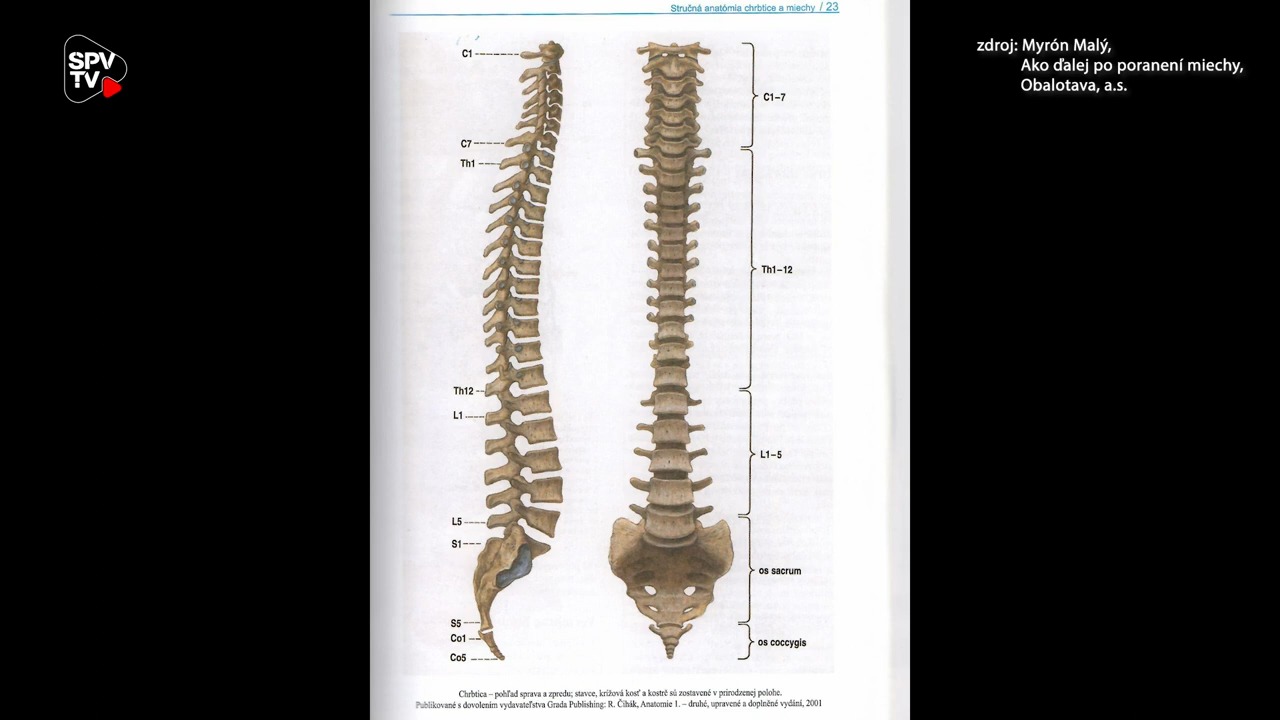 Stručná anatómia chrbtice a miechy / 23
SPV
TV
zdroj: Myrón Malý,
Ako ďalej po poranení miechy,
Obalotava, a.s.
C1
C7
Th1
Th12
L1
L5
S1
S5
Co1
Co5
C1–7
Th1–12
L1–5
os sacrum
os coccygis
Chrbtica – pohľad sprava a zpredu; stavce, krížová kosť a kostrě sú zostavené v prirodzenej polohe.
Publikované s dovolením vydavateľstva Grada Publishing: R. Čihák, Anatomie 1. – druhé, upravené a doplněné vydání, 2001